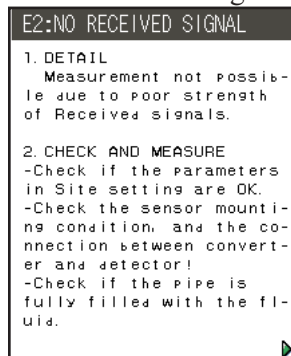 E2:NO RECEIVED SIGNAL
1. DETAIL
Measurement not possib-
le due to poor strength
of Received signals.
2. CHECK AND MEASURE
-Check if the parameters
in Site setting are OK.
-Check the sensor mounti-
ng condition, and the co-
nnection between convert-
er and detector!
-Check if the pipe is
fully filled with the fl-
uid.